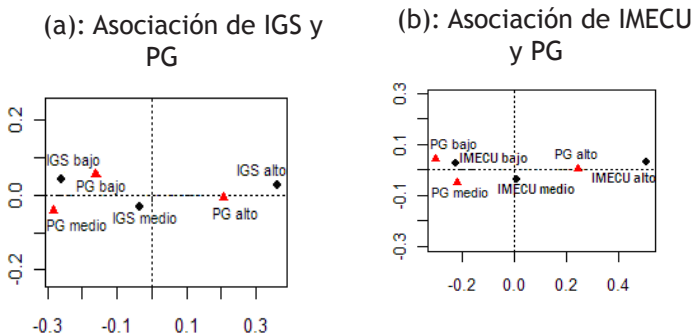 (a): Asociación de IGS y
PG
0.2
0.0
-0.2
IGS bajo
PG bajo
IGS alto
PG medio
IGS medio
PG alto
-0.3
-0.1
0.1
0.3
(b): Asociación de IMECU
y PG
0.3
0.1
-0.1
-0.3
PG bajo
IMECU bajo
PG alto
PG medio
IMECU medio
IMECU alto
-0.2
0.0
0.2
0.4